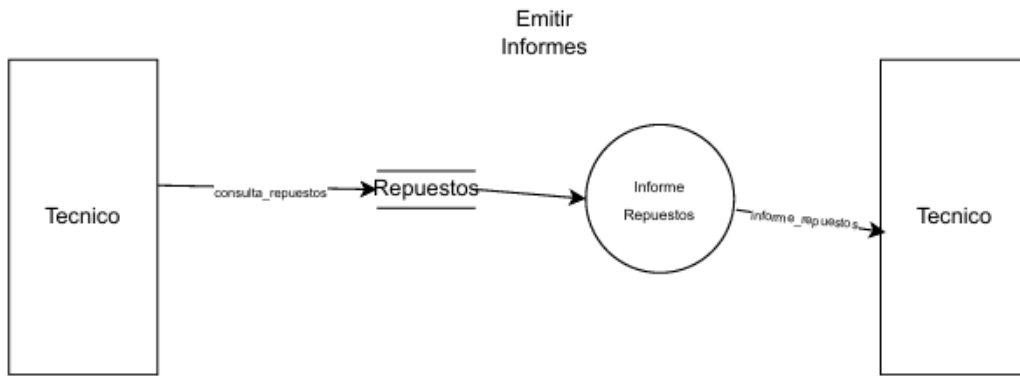 Emitir
Informes
Tecnico
consulta_repuestos
Repuestos
Informe
Repuestos
informe_repuestos
Tecnico